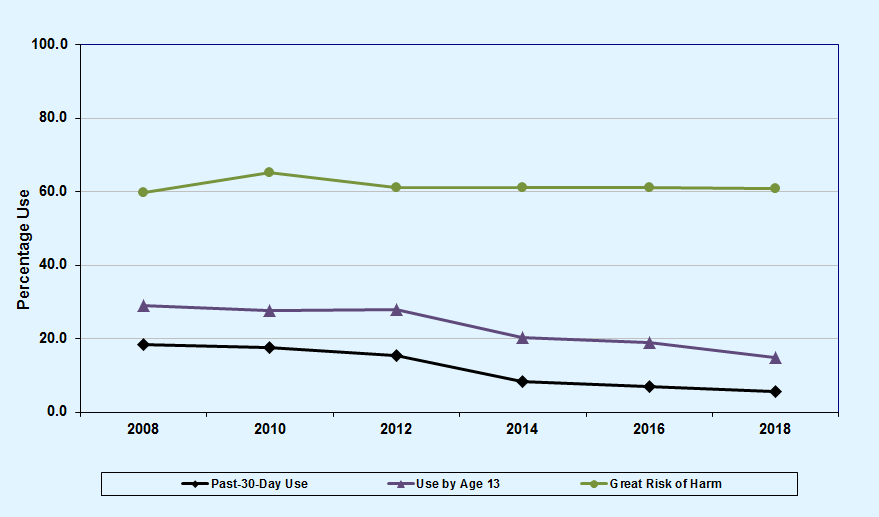 100.0
80.0
60.0
40.0
20.0
0.0
Percentage Use
2008 2010 2012 2014 2016 2018
Past-30-Day Use Use by Age 13 Great Risk of Harm